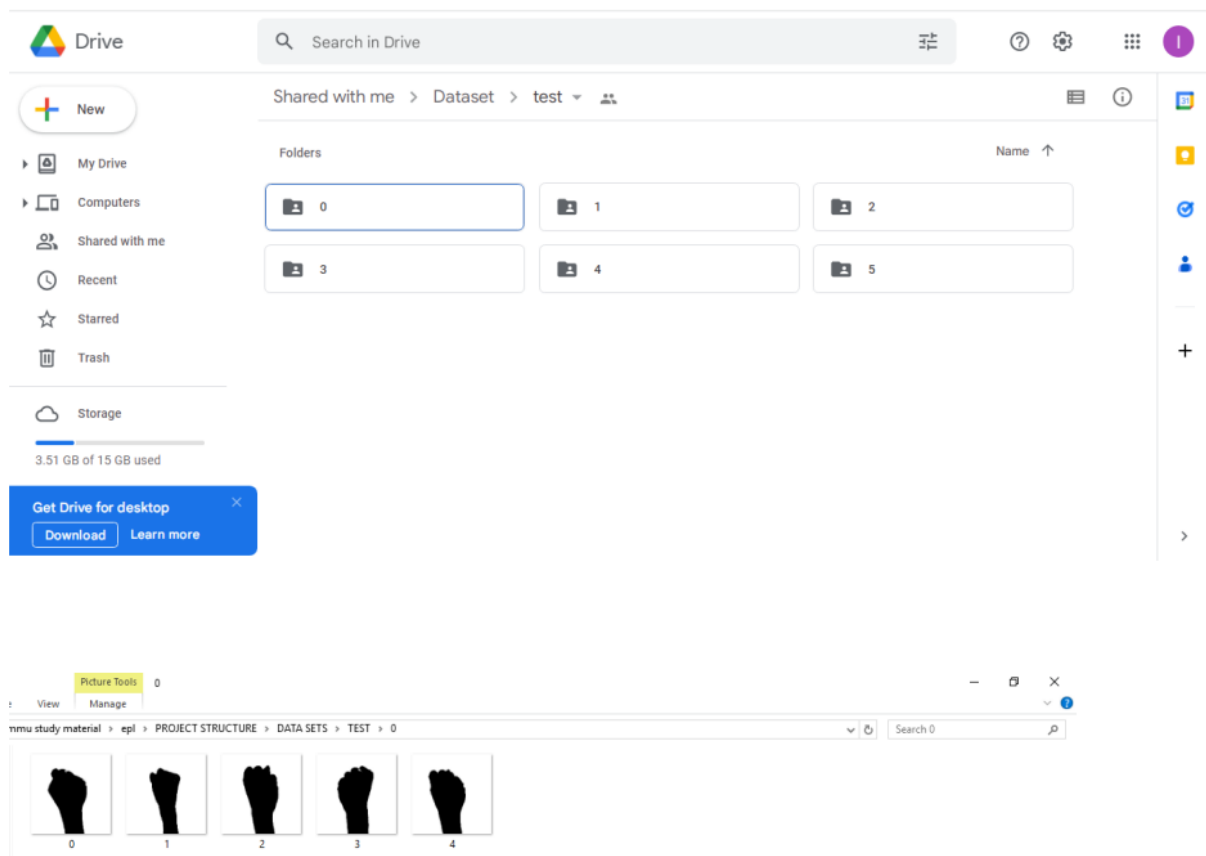 Drive
Search in Drive
I
New
Shared with me > Dataset > test
31
Folders
Name
My Drive
0
1
2
Computers
Shared with me
3
4
5
Recent
Starred
Trash
Storage
3.51 GB of 15 GB used
Get Drive for desktop
Download Learn more
Picture Tools 0
View Manage
mmu study material > epl > PROJECT STRUCTURE > DATA SETS > TEST > 0
Search 0
0 1 2 3 4